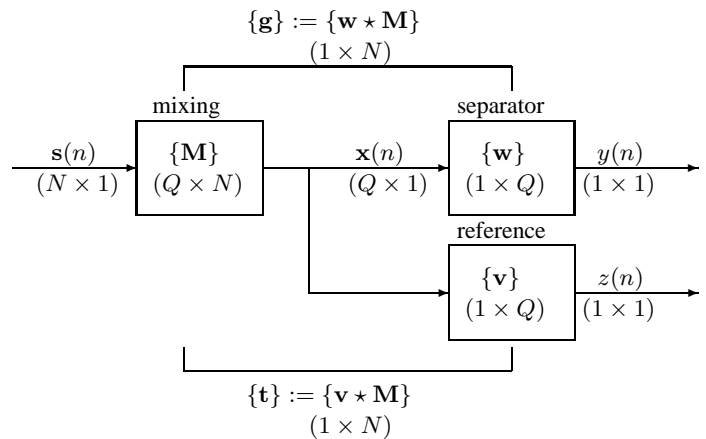 {g} := {w ⋆ M}
(1 × N)
mixing
separator
s(n)
(N × 1)
{M}
(Q × N)
x(n)
(Q × 1)
{w}
(1 × Q)
y(n)
(1 × 1)
reference
{v}
(1 × Q)
z(n)
(1 × 1)
{t} := {v ⋆ M}
(1 × N)